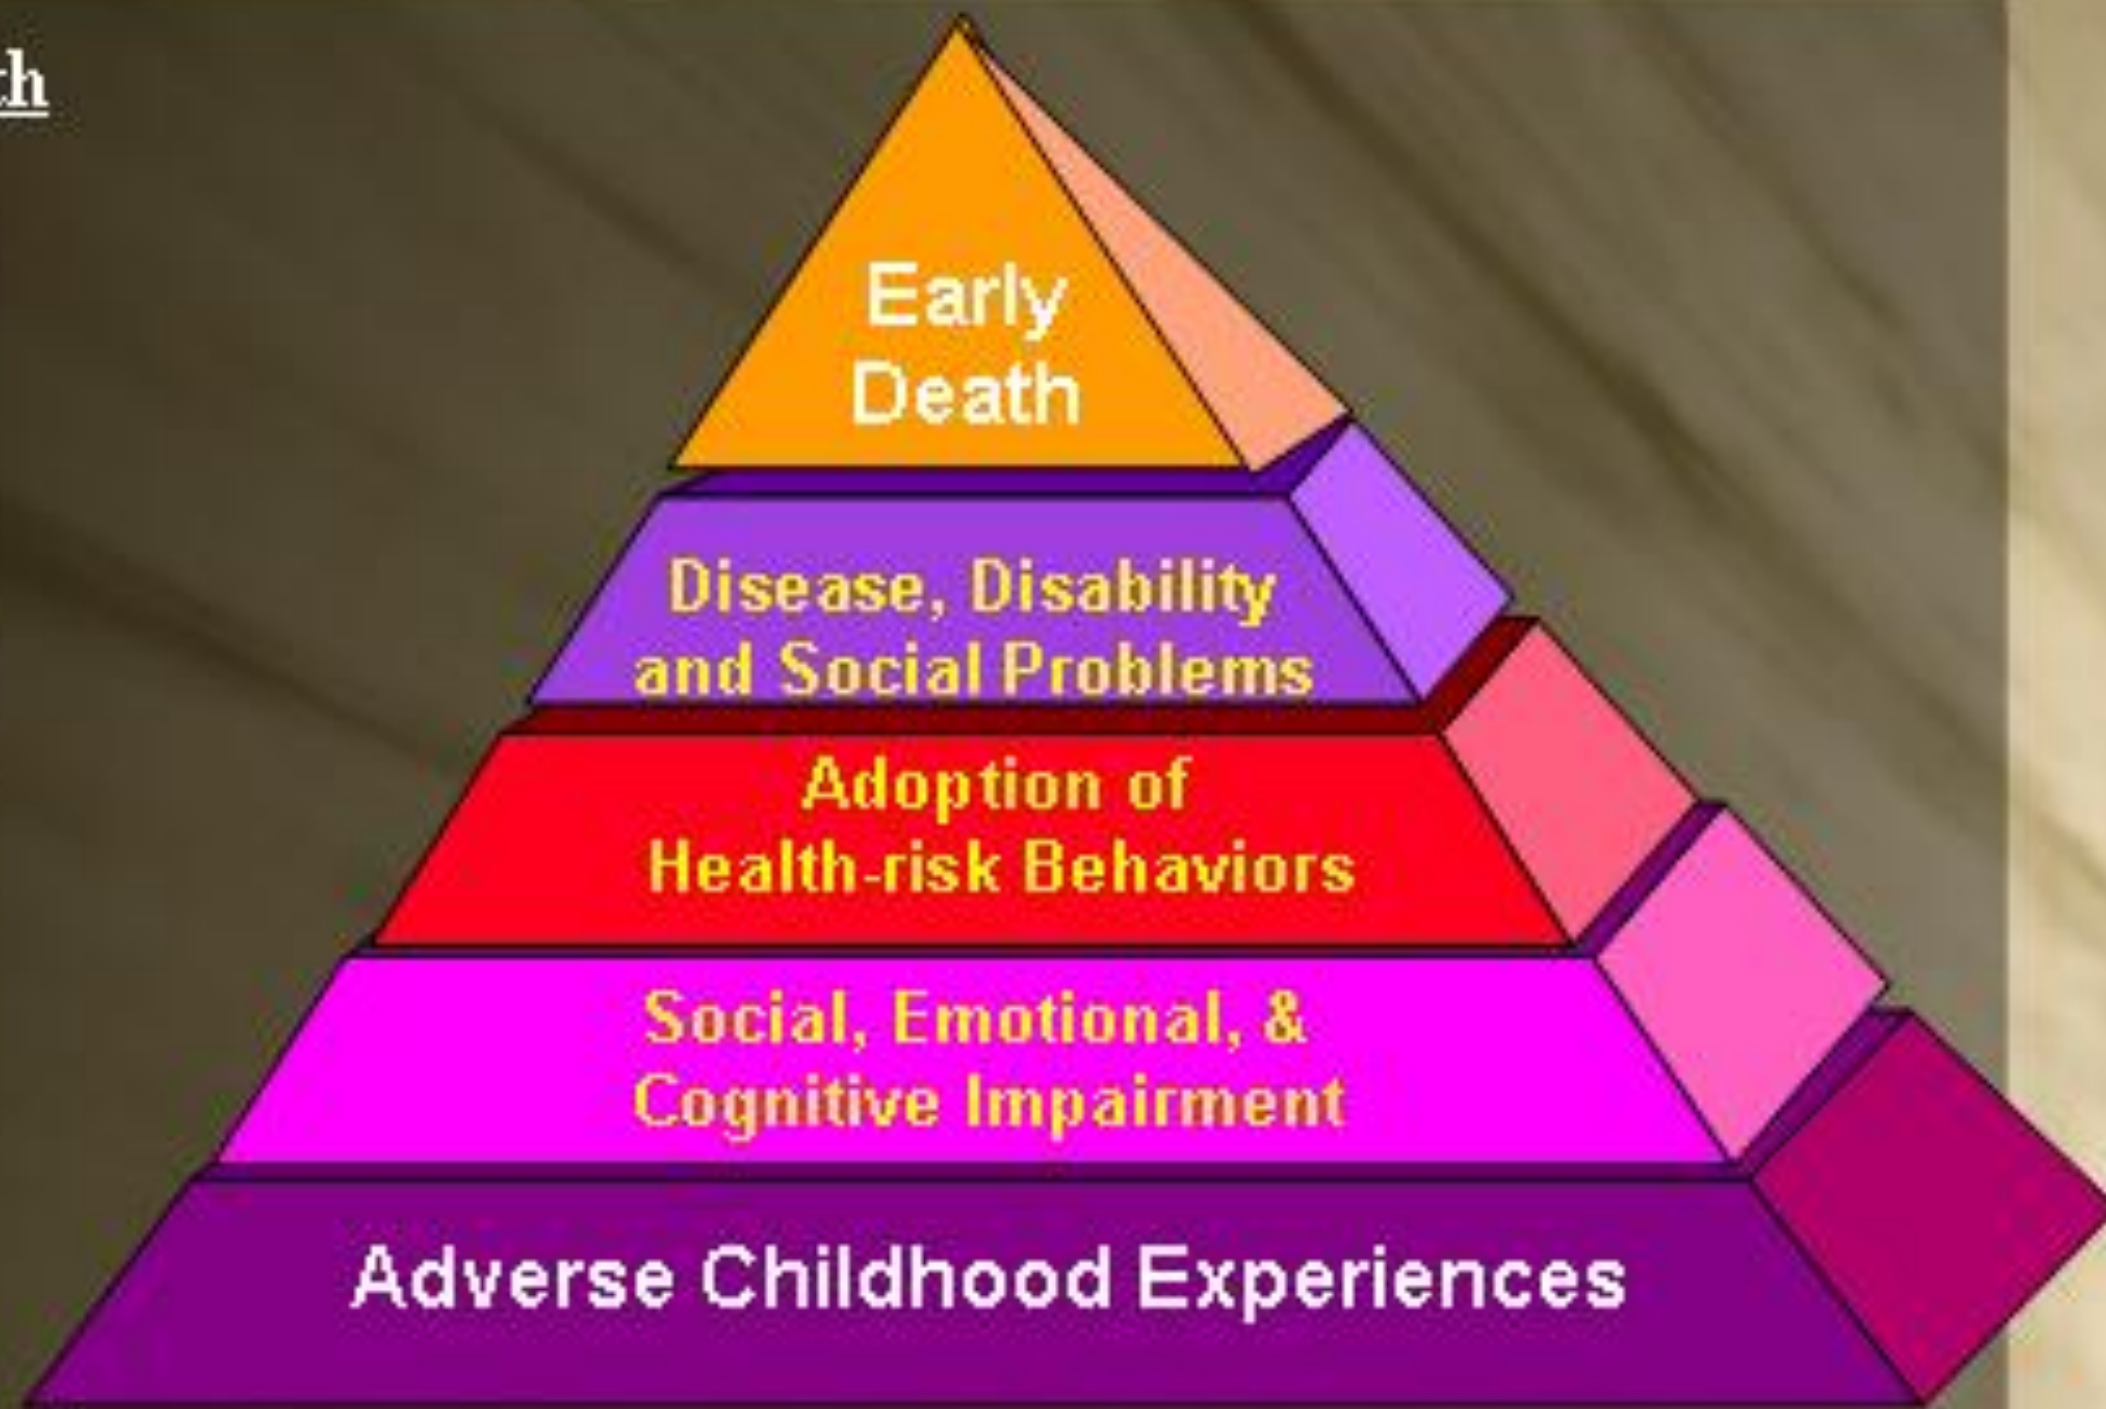 th
Early
Death
Disease, Disability
and Social Problems
Adoption of
Health-risk Behaviors
Social, Emotional, &
Cognitive Impairment
Adverse Childhood Experiences